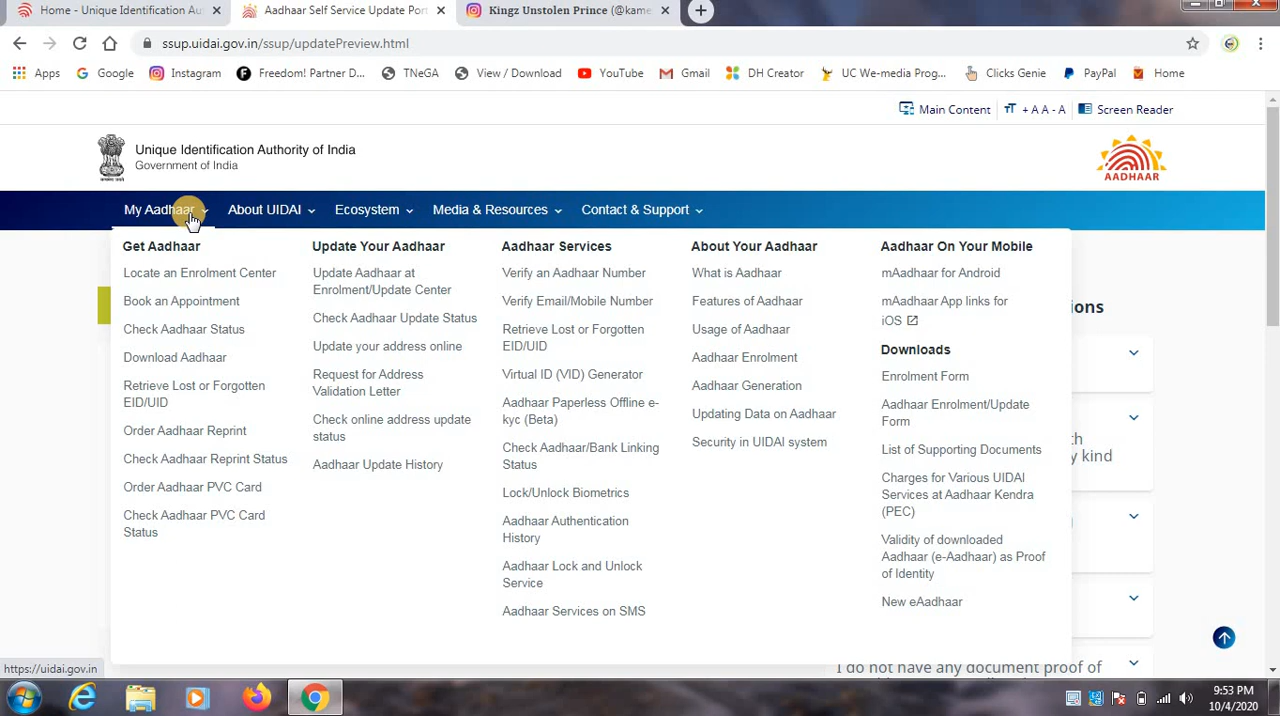 Home - Unique Identification Au
Aadhaar Self Service Update Port
Kingz Unstolen Prince (@kame
ssup.uidai.gov.in/ssup/updatePreview.html
Apps
Google
Instagram
Freedom! Partner D...
TNeGA
View / Download
YouTube
Gmail
DH Creator
UC We-media Prog...
Clicks Genie
PayPal
Home
Main Content
+ A A - A
Screen Reader
Unique Identification Authority of India
Government of India
AADHAAR
My Aadhaar
About UIDAI
Ecosystem
Media & Resources
Contact & Support
Get Aadhaar
Locate an Enrolment Center
Book an Appointment
Check Aadhaar Status
Download Aadhaar
Retrieve Lost or Forgotten
EID/UID
Order Aadhaar Reprint
Check Aadhaar Reprint Status
Order Aadhaar PVC Card
Check Aadhaar PVC Card
Status
Update Your Aadhaar
Update Aadhaar at
Enrolment/Update Center
Check Aadhaar Update Status
Update your address online
Request for Address
Validation Letter
Check online address update
status
Aadhaar Update History
Aadhaar Services
Verify an Aadhaar Number
Verify Email/Mobile Number
Retrieve Lost or Forgotten
EID/UID
Virtual ID (VID) Generator
Aadhaar Paperless Offline e-
kyc (Beta)
Check Aadhaar/Bank Linking
Status
Lock/Unlock Biometrics
Aadhaar Authentication
History
Aadhaar Lock and Unlock
Service
Aadhaar Services on SMS
About Your Aadhaar
What is Aadhaar
Features of Aadhaar
Usage of Aadhaar
Aadhaar Enrolment
Aadhaar Generation
Updating Data on Aadhaar
Security in UIDAI system
Aadhaar On Your Mobile
mAadhaar for Android
mAadhaar App links for
iOS
Downloads
Enrolment Form
Aadhaar Enrolment/Update
Form
List of Supporting Documents
Charges for Various UIDAI
Services at Aadhaar Kendra
(PEC)
Validity of downloaded
Aadhaar (e-Aadhaar) as Proof
of Identity
New eAadhaar
ions
th
y kind
I do not have any document proof of
https://uidai.gov.in
9:53 PM
10/4/2020